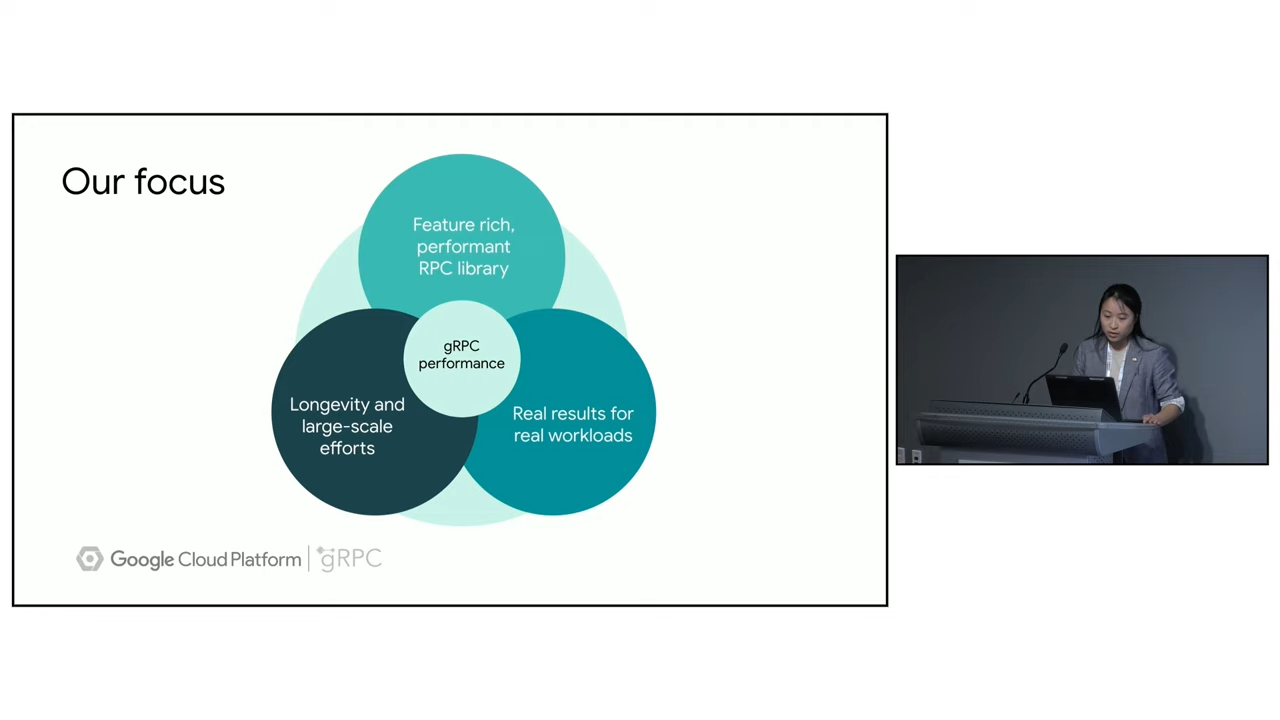 Our focus
Feature rich,
performant
RPC library
gRPC
performance
Longevity and
large-scale
efforts
Real results for
real workloads
Google Cloud Platform | gRPC